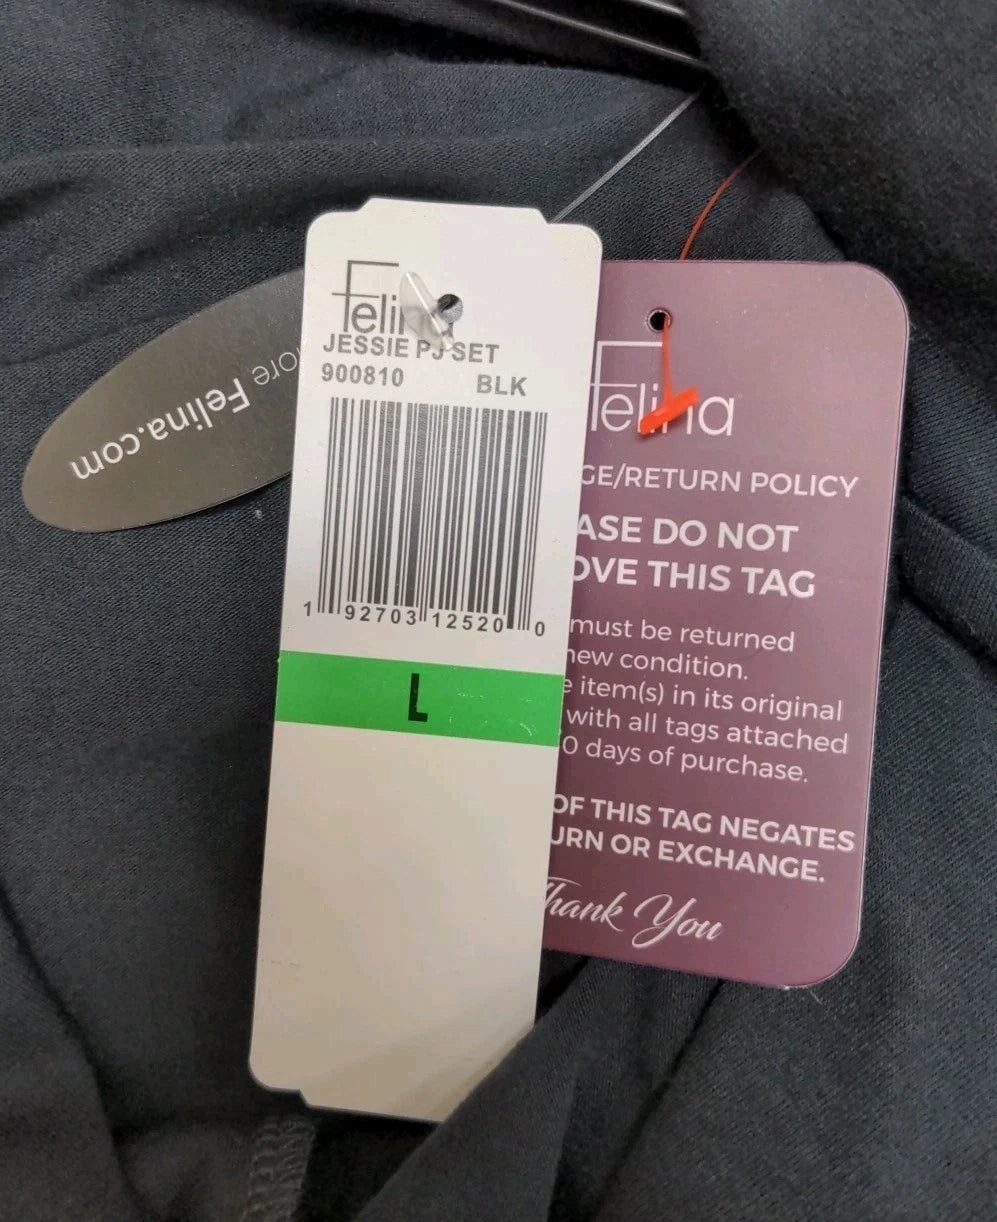 Felina
JESSIE PJ SET
900810 BLK
1 92703 12520 0
L
ore Felina.com
Felina
GE/RETURN POLICY
ASE DO NOT
OVE THIS TAG
must be returned
new condition.
e item(s) in its original
with all tags attached
0 days of purchase.
OF THIS TAG NEGATES
URN OR EXCHANGE.
Thank You